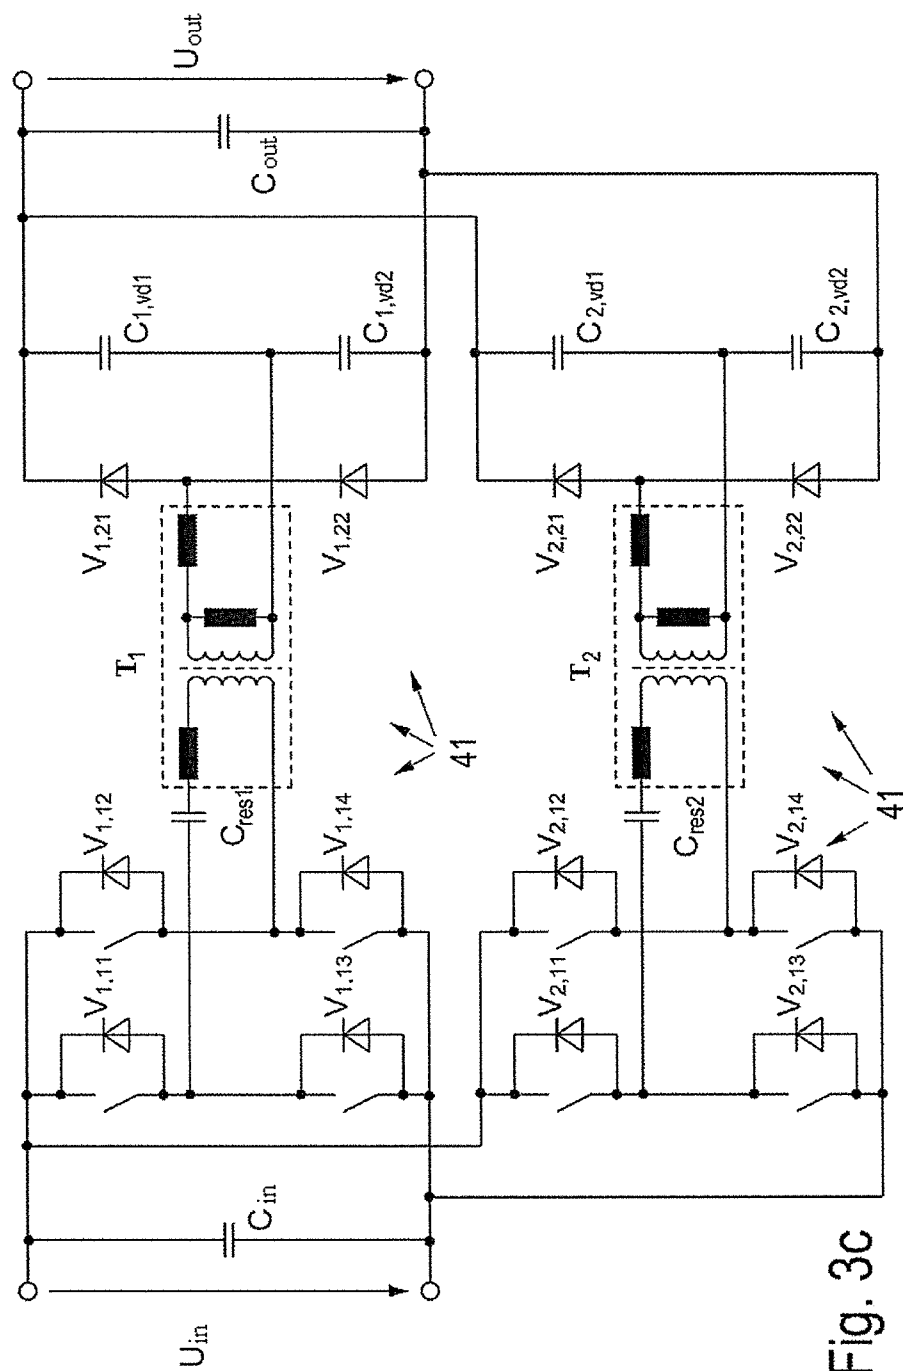 U_out
C_out
C_1,vd1
C_1,vd2
C_2,vd1
C_2,vd2
V_1,21
V_1,22
V_2,21
V_2,22
T_1
T_2
41
41
C_res1
C_res2
V_1,12
V_1,14
V_2,12
V_2,14
V_1,11
V_1,13
V_2,11
V_2,13
C_in
U_in
Fig. 3c